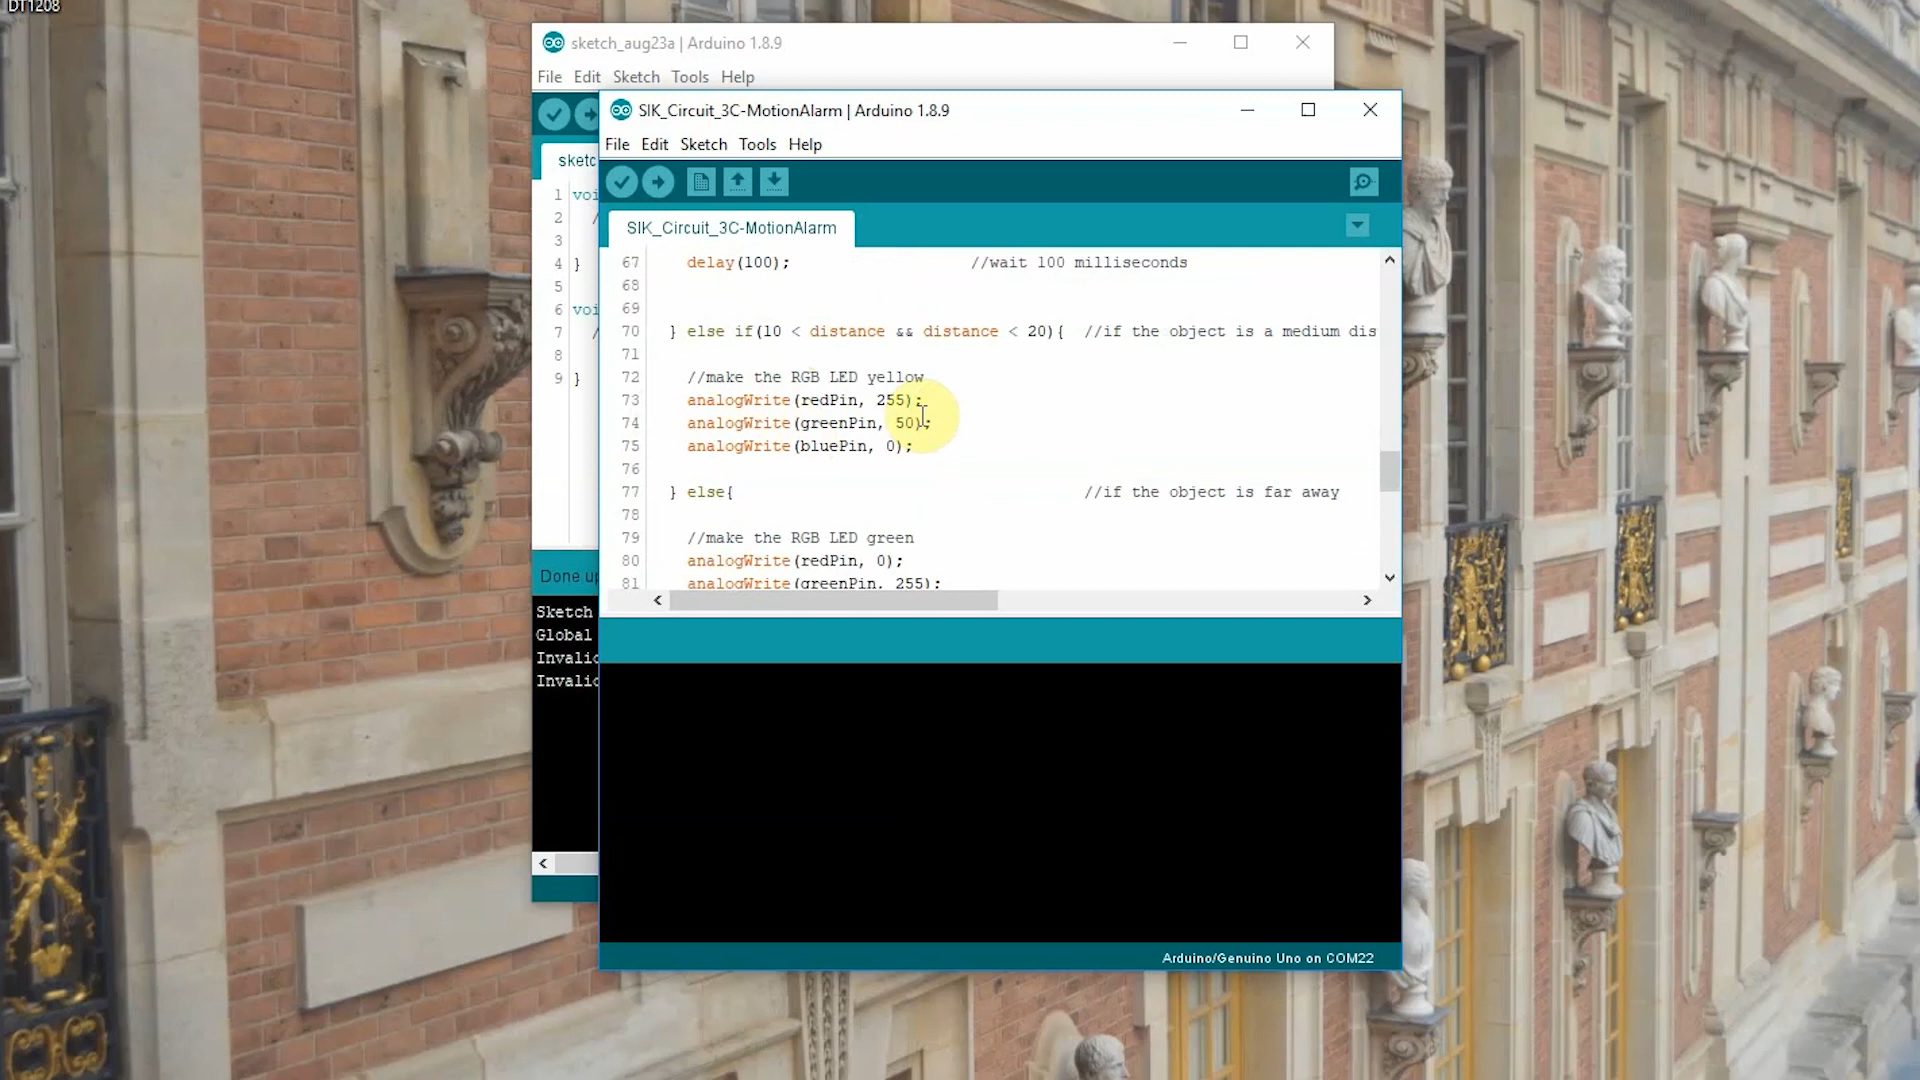 DT1208
sketch_aug23a | Arduino 1.8.9
File Edit Sketch Tools Help
sketc
1 voi
2 /
3
4 }
5
6 voi
7 /
8
9 }
Done up
Sketch
Global
Invalid
Invalid
SIK_Circuit_3C-MotionAlarm | Arduino 1.8.9
File Edit Sketch Tools Help
SIK_Circuit_3C-MotionAlarm
67 delay(100); //wait 100 milliseconds
68
69
70 } else if(10 < distance && distance < 20){ //if the object is a medium dis
71
72 //make the RGB LED yellow
73 analogWrite(redPin, 255);
74 analogWrite(greenPin, 50);
75 analogWrite(bluePin, 0);
76
77 } else{ //if the object is far away
78
79 //make the RGB LED green
80 analogWrite(redPin, 0);
81 analogWrite(greenPin, 255);
Arduino/Genuino Uno on COM22